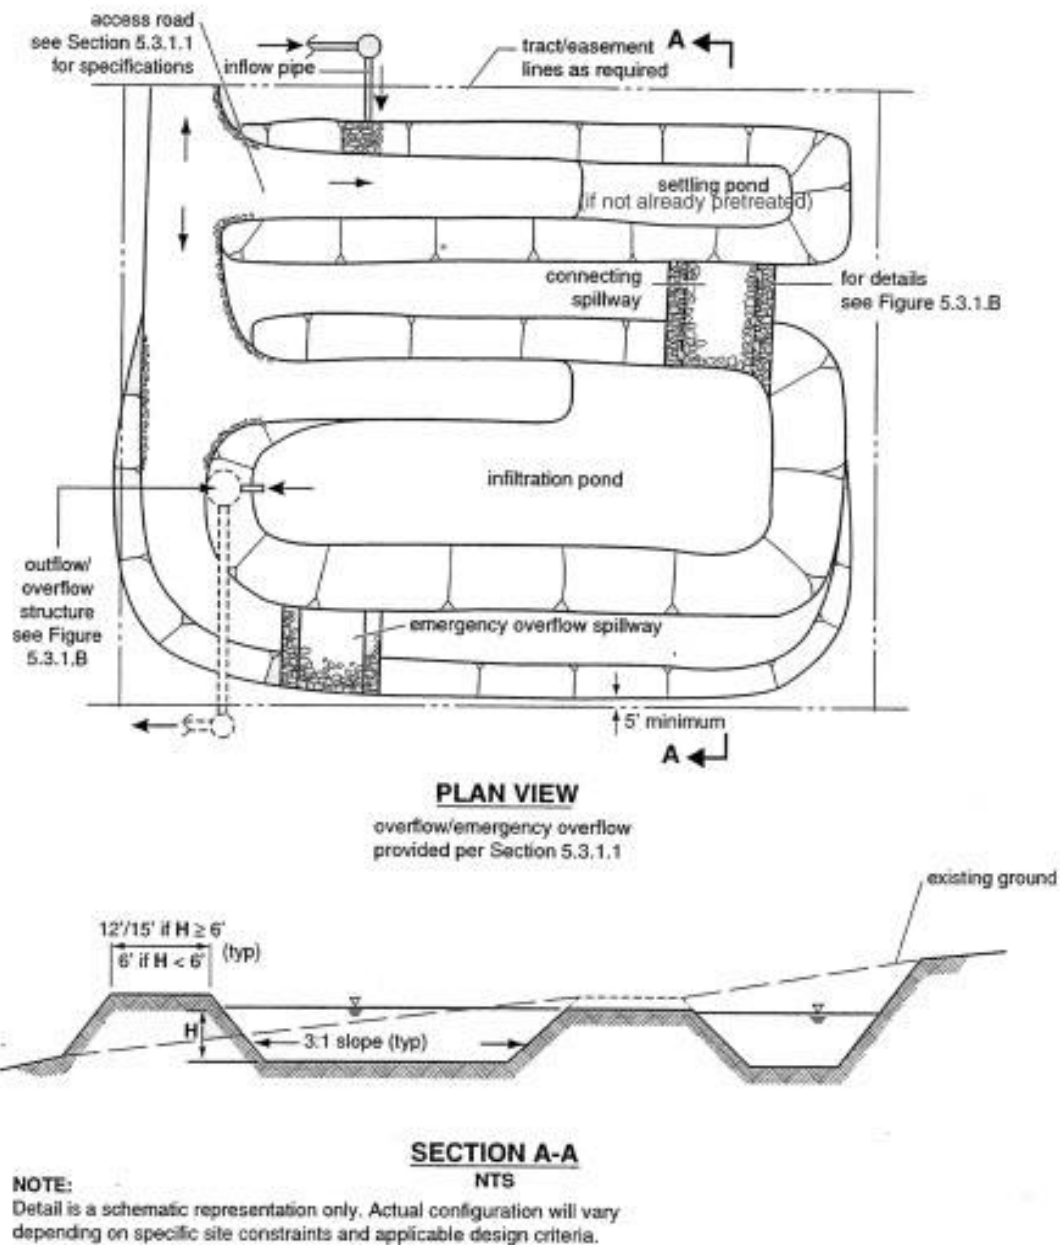 access road
see Section 5.3.1.1
for specifications
inflow pipe
tract/easement
lines as required
A
settling pond
(if not already pretreated)
connecting
spillway
for details
see Figure 5.3.1.B
infiltration pond
outflow/
overflow
structure
see Figure
5.3.1.B
emergency overflow spillway
5' minimum
A
PLAN VIEW
overflow/emergency overflow
provided per Section 5.3.1.1
existing ground
12'/15' if H ≥ 6'
(typ)
6' if H < 6'
H
3:1 slope (typ)
SECTION A-A
NTS
NOTE:
Detail is a schematic representation only. Actual configuration will vary
depending on specific site constraints and applicable design criteria.